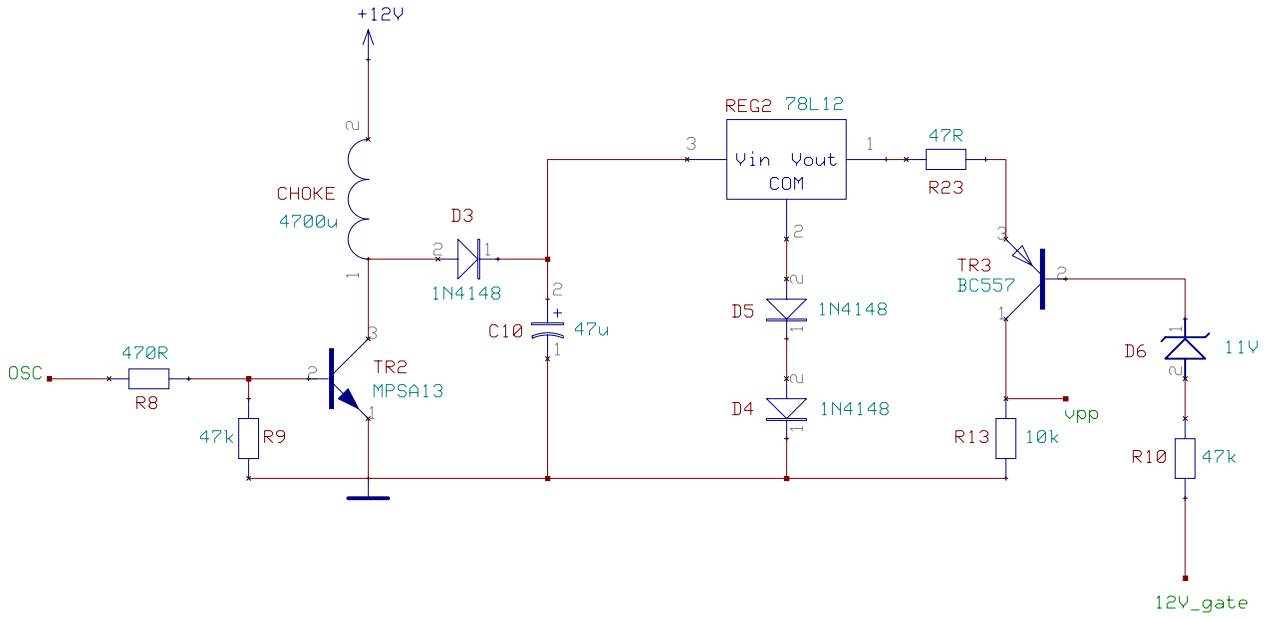 +12V
2
CHOKE
4700u
1
D3
2
1
1N4148
2
+
C10
47u
1
OSC
470R
R8
47k
R9
2
3
TR2
MPSA13
1
REG2
78L12
3
Vin
Vout
COM
1
2
47R
R23
2
D5
1N4148
1
2
D4
1N4148
1
3
TR3
BC557
2
1
vpp
R13
10k
1
D6
11V
2
R10
47k
12V_gate